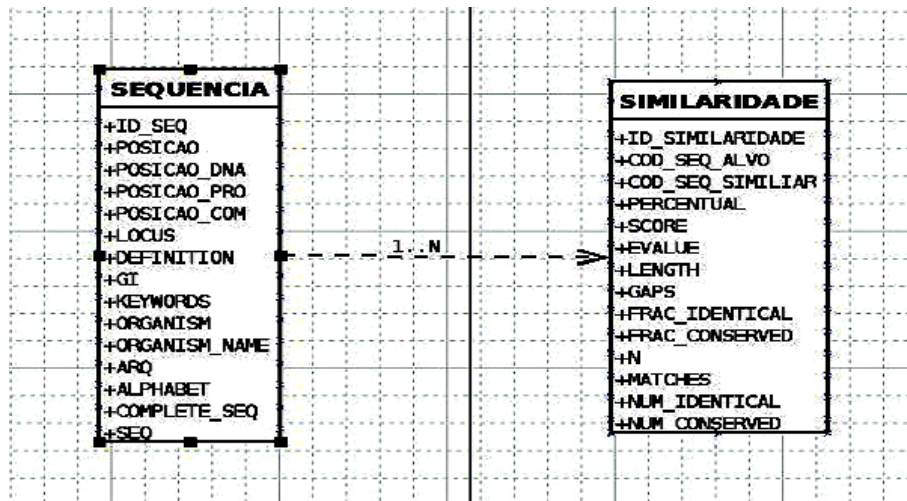 SEQUENCIA
+ID_SEQ
+POSICAO
+POSICAO_DNA
+POSICAO_PRO
+POSICAO_COM
+LOCUS
+DEFINITION
+GI
+KEYWORDS
+ORGANISM
+ORGANISM_NAME
+ARQ
+ALPHABET
+COMPLETE_SEQ
+SEQ
1..N
SIMILARIDADE
+ID_SIMILARIDADE
+COD_SEQ_ALVO
+COD_SEQ_SIMILIAR
+PERCENTUAL
+SCORE
+EVALUE
+LENGTH
+GAPS
+FRAC_IDENTICAL
+FRAC_CONSERVED
+N
+MATCHES
+NUM_IDENTICAL
+NUM_CONSERVED